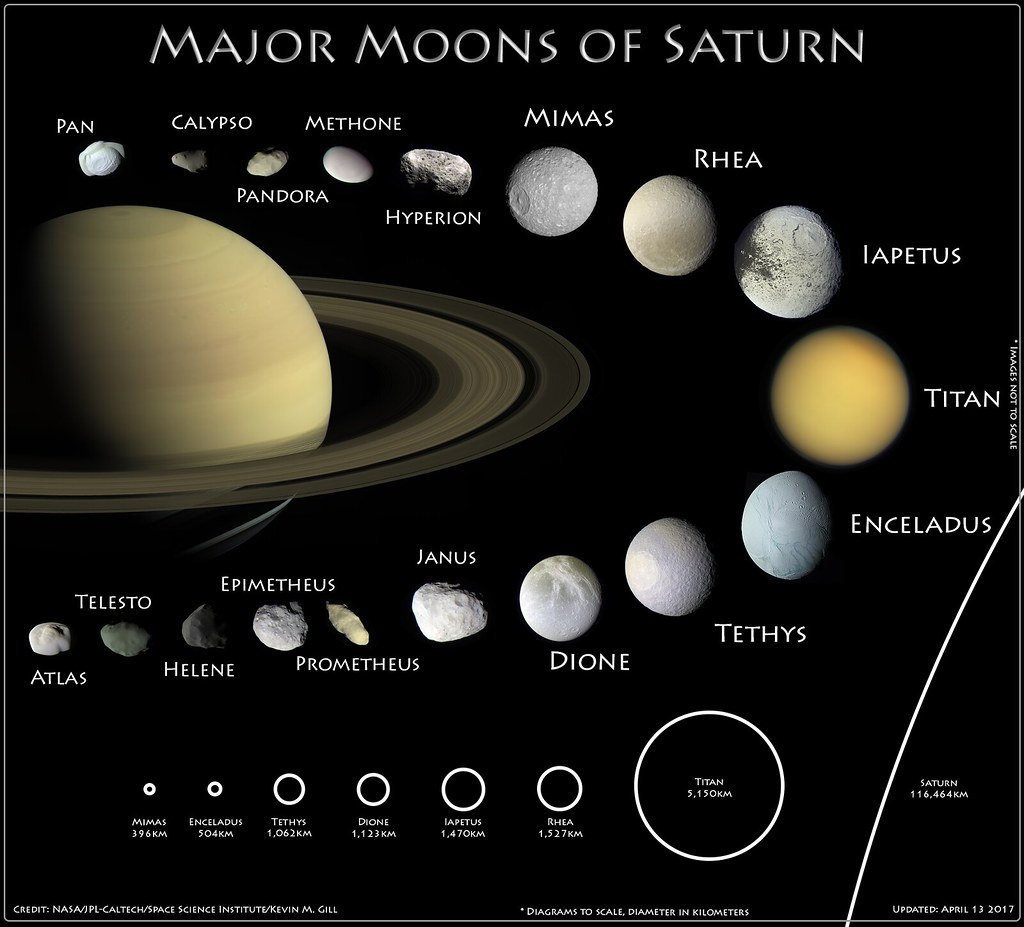 Major Moons of Saturn
Pan
Calypso
Pandora
Methone
Hyperion
Mimas
Rhea
Iapetus
Titan
* Images not to scale
Enceladus
Tethys
Dione
Janus
Prometheus
Epimetheus
Helene
Telesto
Atlas
Mimas
396km
Enceladus
504km
Tethys
1,062km
Dione
1,123km
Iapetus
1,470km
Rhea
1,527km
Titan
5,150km
Saturn
116,464km
Credit: NASA/JPL-Caltech/Space Science Institute/Kevin M. Gill
* Diagrams to scale, diameter in kilometers
Updated: April 13 2017